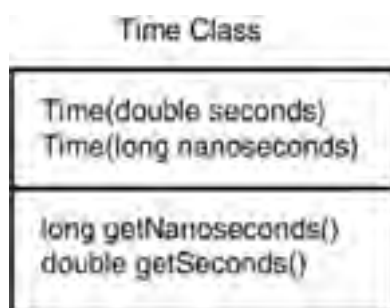 Time Class
Time(double seconds)
Time(long nanoseconds)
long getNanoseconds()
double getSeconds()